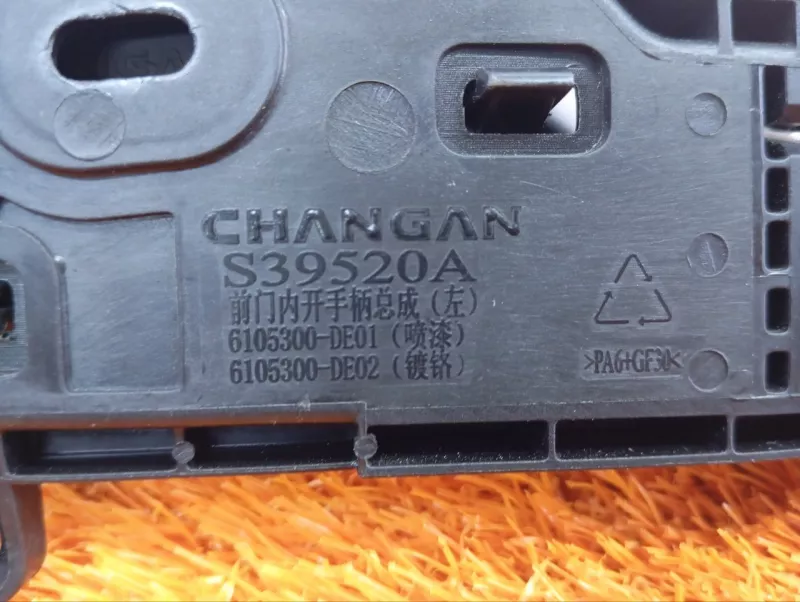 CHANGAN
S39520A
前门内开手柄总成（左）
6105300-DE01（喷漆）
6105300-DE02（镀铬）
>PA6+GF30<